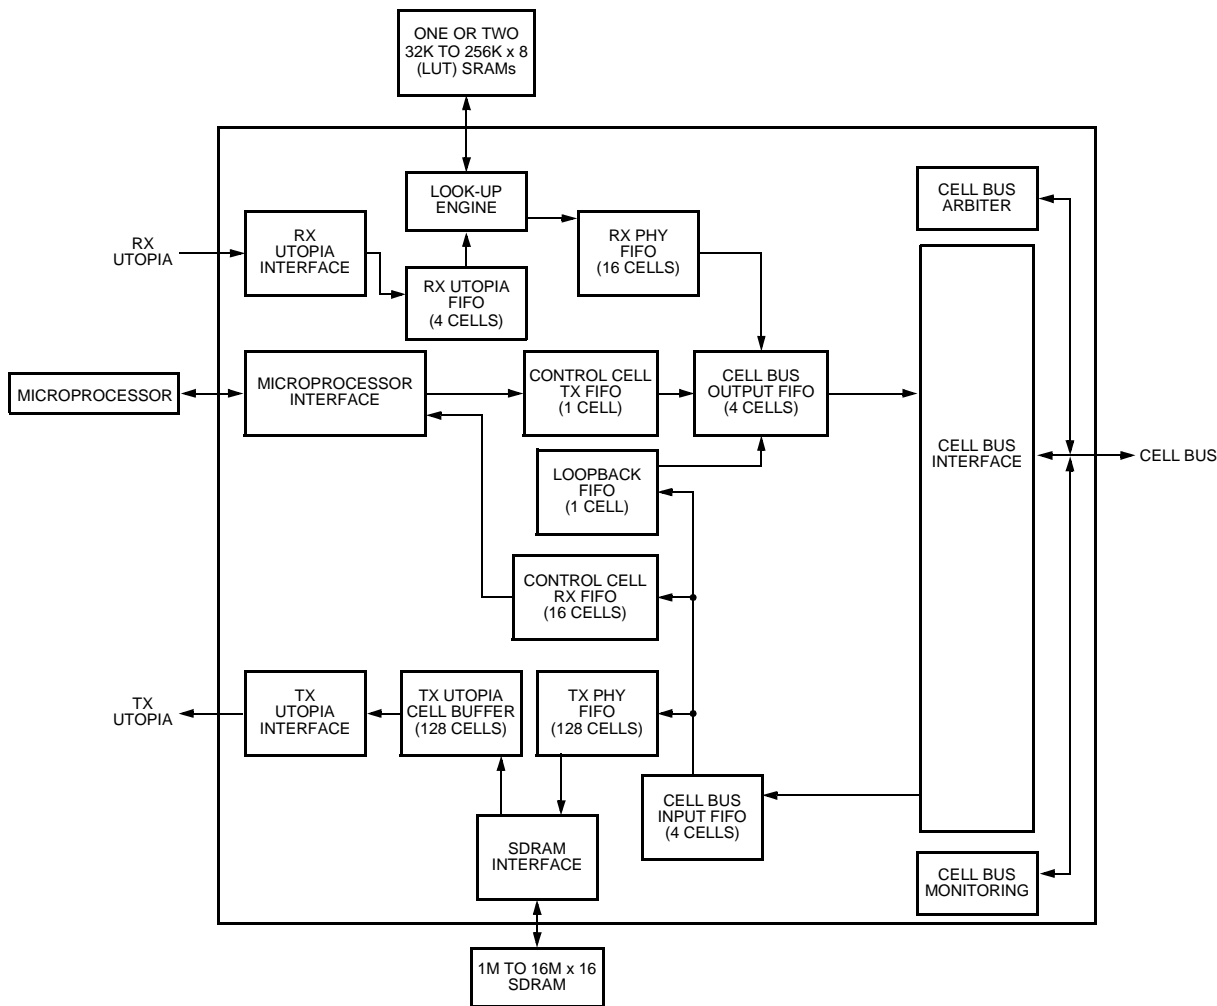 ONE OR TWO
32K TO 256K x 8
(LUT) SRAMs
LOOK-UP
ENGINE
CELL BUS
ARBITER
RX
UTOPIA
RX
UTOPIA
INTERFACE
RX PHY
FIFO
(16 CELLS)
RX UTOPIA
FIFO
(4 CELLS)
MICROPROCESSOR
MICROPROCESSOR
INTERFACE
CONTROL CELL
TX FIFO
(1 CELL)
CELL BUS
OUTPUT FIFO
(4 CELLS)
CELL BUS
INTERFACE
CELL BUS
LOOPBACK
FIFO
(1 CELL)
CONTROL CELL
RX FIFO
(16 CELLS)
TX
UTOPIA
TX
UTOPIA
INTERFACE
TX UTOPIA
CELL BUFFER
(128 CELLS)
TX PHY
FIFO
(128 CELLS)
CELL BUS
INPUT FIFO
(4 CELLS)
SDRAM
INTERFACE
CELL BUS
MONITORING
1M TO 16M x 16
SDRAM